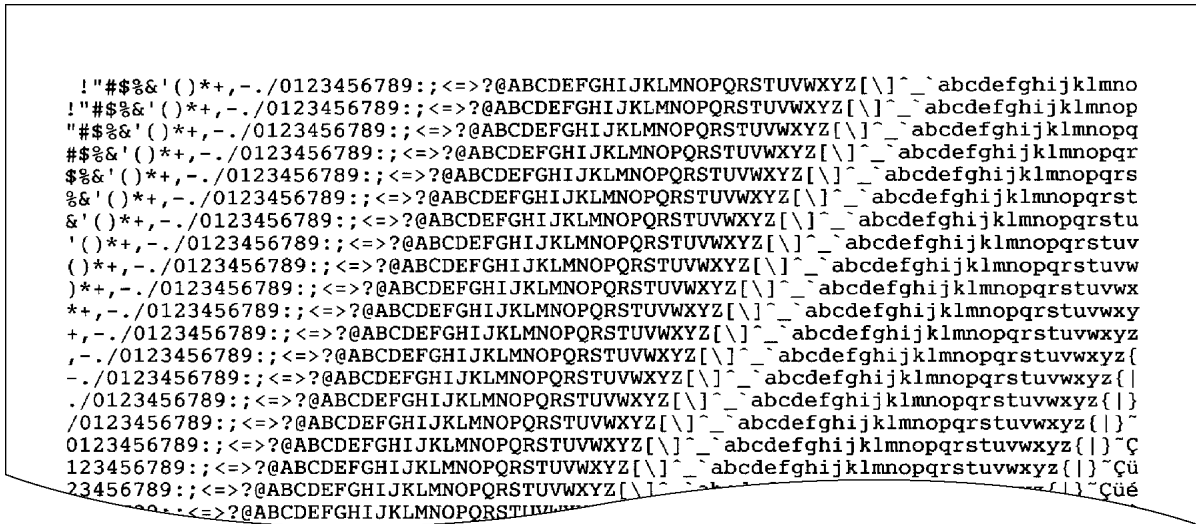 !"#$%&'()*+,-./0123456789:;<=>?@ABCDEFGHIJKLMNOPQRSTUVWXYZ[\]^_`abcdefghijklmno
!"#$%&'()*+,-./0123456789:;<=>?@ABCDEFGHIJKLMNOPQRSTUVWXYZ[\]^_`abcdefghijklmnop
"#$%&'()*+,-./0123456789:;<=>?@ABCDEFGHIJKLMNOPQRSTUVWXYZ[\]^_`abcdefghijklmnopq
#$%&'()*+,-./0123456789:;<=>?@ABCDEFGHIJKLMNOPQRSTUVWXYZ[\]^_`abcdefghijklmnopqr
$%&'()*+,-./0123456789:;<=>?@ABCDEFGHIJKLMNOPQRSTUVWXYZ[\]^_`abcdefghijklmnopqrs
%&'()*+,-./0123456789:;<=>?@ABCDEFGHIJKLMNOPQRSTUVWXYZ[\]^_`abcdefghijklmnopqrst
&'()*+,-./0123456789:;<=>?@ABCDEFGHIJKLMNOPQRSTUVWXYZ[\]^_`abcdefghijklmnopqrstu
'()*+,-./0123456789:;<=>?@ABCDEFGHIJKLMNOPQRSTUVWXYZ[\]^_`abcdefghijklmnopqrstuv
()*+,-./0123456789:;<=>?@ABCDEFGHIJKLMNOPQRSTUVWXYZ[\]^_`abcdefghijklmnopqrstuvw
)*+,-./0123456789:;<=>?@ABCDEFGHIJKLMNOPQRSTUVWXYZ[\]^_`abcdefghijklmnopqrstuvwx
*+,-./0123456789:;<=>?@ABCDEFGHIJKLMNOPQRSTUVWXYZ[\]^_`abcdefghijklmnopqrstuvwxy
+,-./0123456789:;<=>?@ABCDEFGHIJKLMNOPQRSTUVWXYZ[\]^_`abcdefghijklmnopqrstuvwxyz
,-./0123456789:;<=>?@ABCDEFGHIJKLMNOPQRSTUVWXYZ[\]^_`abcdefghijklmnopqrstuvwxyz{
-./0123456789:;<=>?@ABCDEFGHIJKLMNOPQRSTUVWXYZ[\]^_`abcdefghijklmnopqrstuvwxyz{|
./0123456789:;<=>?@ABCDEFGHIJKLMNOPQRSTUVWXYZ[\]^_`abcdefghijklmnopqrstuvwxyz{|}
/0123456789:;<=>?@ABCDEFGHIJKLMNOPQRSTUVWXYZ[\]^_`abcdefghijklmnopqrstuvwxyz{|}~
0123456789:;<=>?@ABCDEFGHIJKLMNOPQRSTUVWXYZ[\]^_`abcdefghijklmnopqrstuvwxyz{|}~Ç
123456789:;<=>?@ABCDEFGHIJKLMNOPQRSTUVWXYZ[\]^_`abcdefghijklmnopqrstuvwxyz{|}~Çü
23456789:;<=>?@ABCDEFGHIJKLMNOPQRSTUVWXYZ[\]^ {|}~Çüé
:;<=>?@ABCDEFGHIJKLMNOPQRSTU